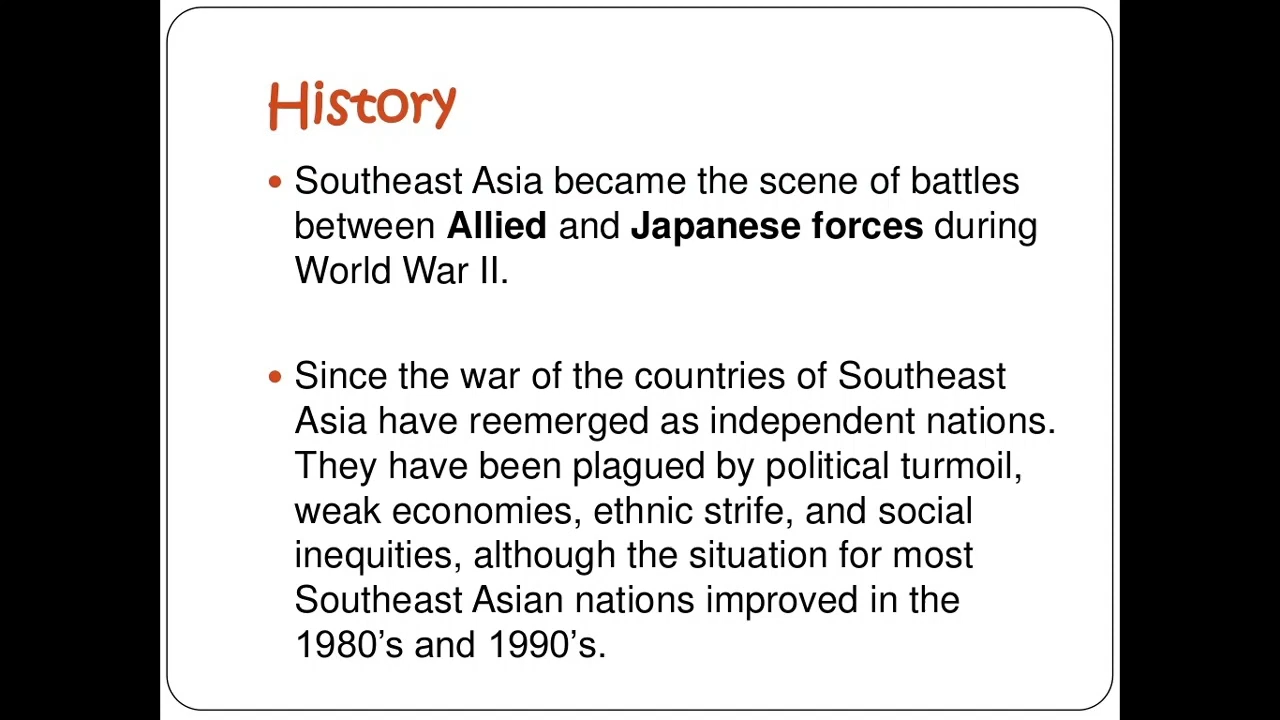 History
• Southeast Asia became the scene of battles
between Allied and Japanese forces during
World War II.
• Since the war of the countries of Southeast
Asia have reemerged as independent nations.
They have been plagued by political turmoil,
weak economies, ethnic strife, and social
inequities, although the situation for most
Southeast Asian nations improved in the
1980’s and 1990’s.